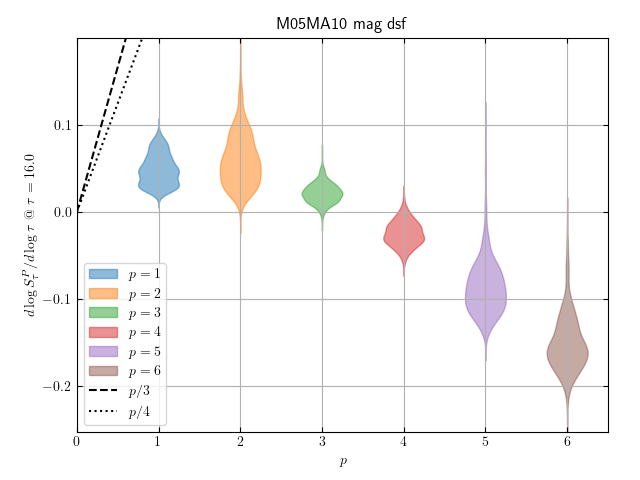 M05MA10 mag dsf
d log S_τ^P / d log τ @ τ = 16.0
0.1
0.0
−0.1
−0.2
p = 1
p = 2
p = 3
p = 4
p = 5
p = 6
p/3
p/4
0 1 2 3 4 5 6
p